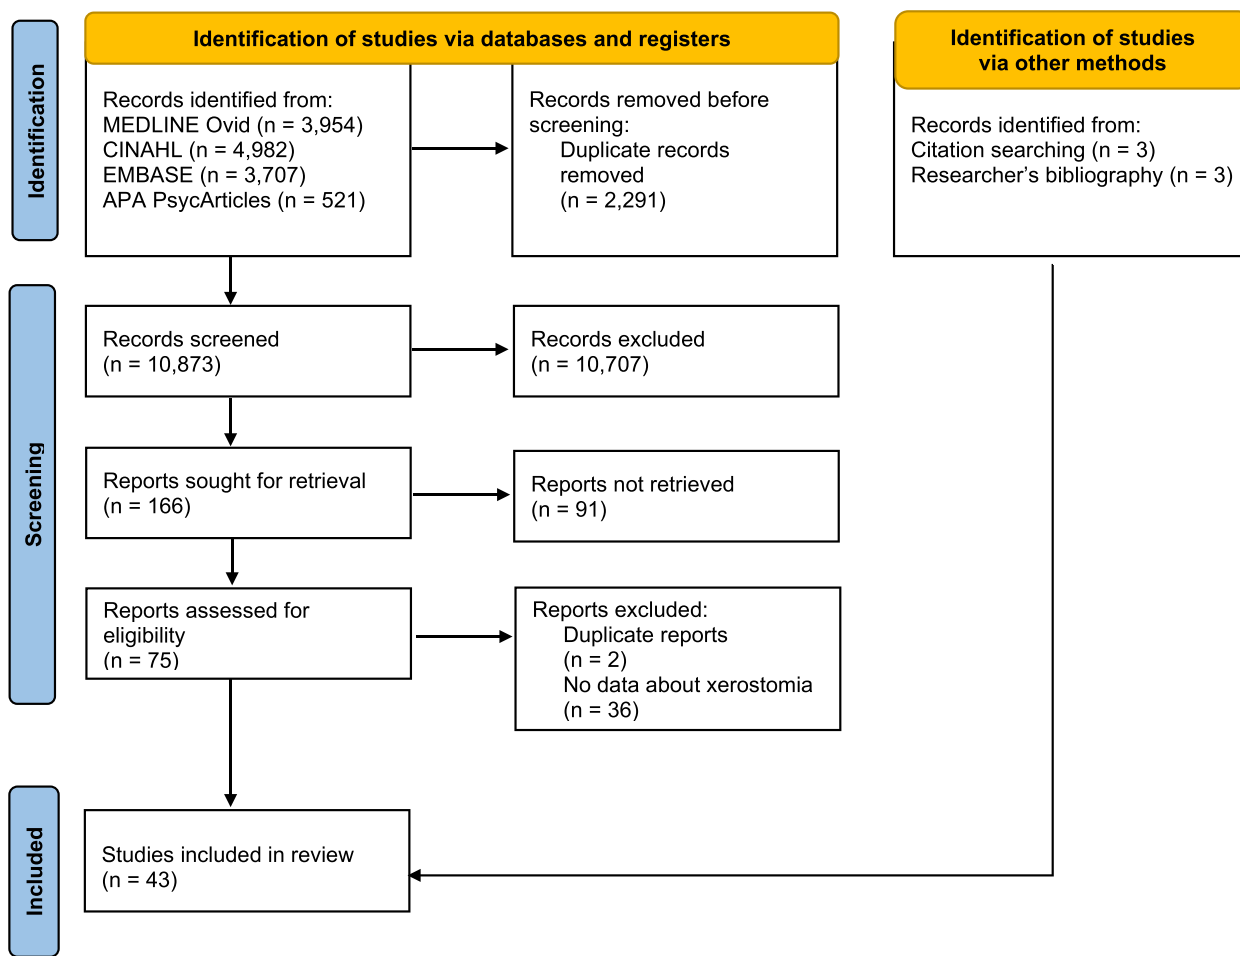 Identification of studies via databases and registers
Identification of studies
via other methods
Identification
Records identified from:
MEDLINE Ovid (n = 3,954)
CINAHL (n = 4,982)
EMBASE (n = 3,707)
APA PsycArticles (n = 521)
Records removed before
screening:
Duplicate records
removed
(n = 2,291)
Records identified from:
Citation searching (n = 3)
Researcher's bibliography (n = 3)
Screening
Records screened
(n = 10,873)
Records excluded
(n = 10,707)
Reports sought for retrieval
(n = 166)
Reports not retrieved
(n = 91)
Reports assessed for
eligibility
(n = 75)
Reports excluded:
Duplicate reports
(n = 2)
No data about xerostomia
(n = 36)
Included
Studies included in review
(n = 43)